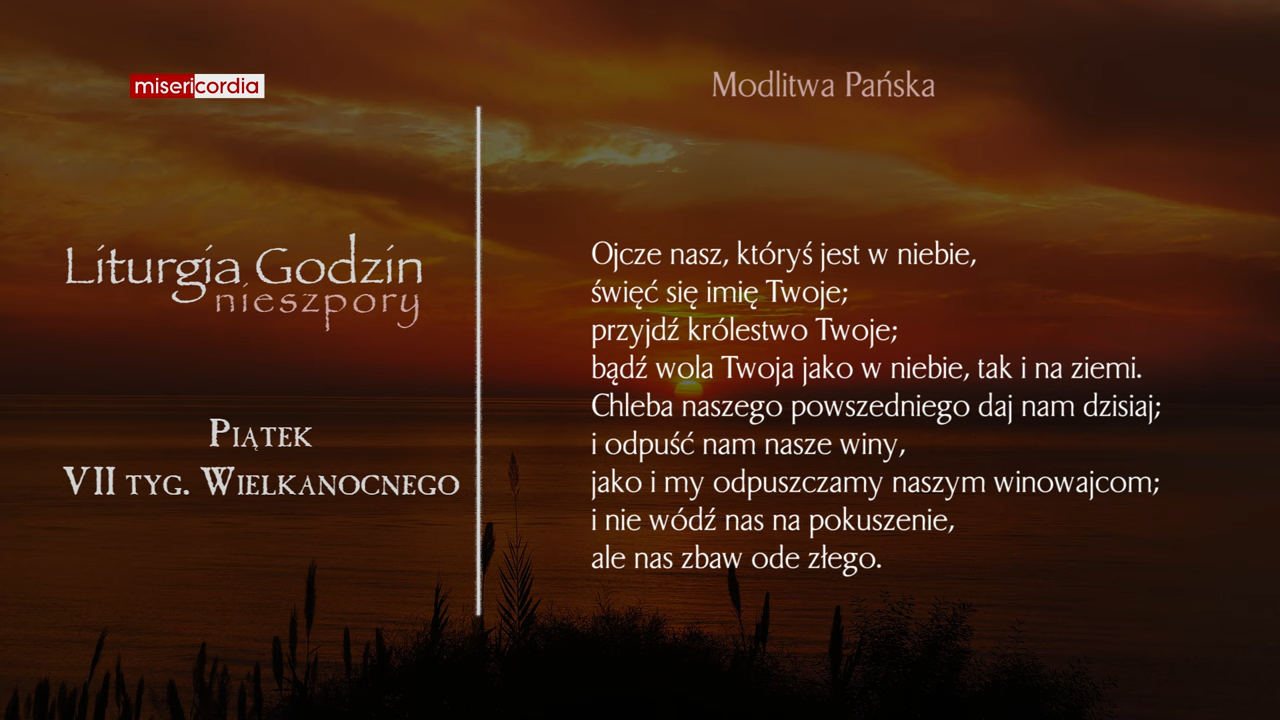 misericordia
Modlitwa Pańska
Liturgia Godzin
nieszpory
Piątek
VII tyg. Wielkanocnego
Ojcze nasz, któryś jest w niebie,
święć się imię Twoje;
przyjdź królestwo Twoje;
bądź wola Twoja jako w niebie, tak i na ziemi.
Chleba naszego powszedniego daj nam dzisiaj;
i odpuść nam nasze winy,
jako i my odpuszczamy naszym winowajcom;
i nie wódź nas na pokuszenie,
ale nas zbaw ode złego.